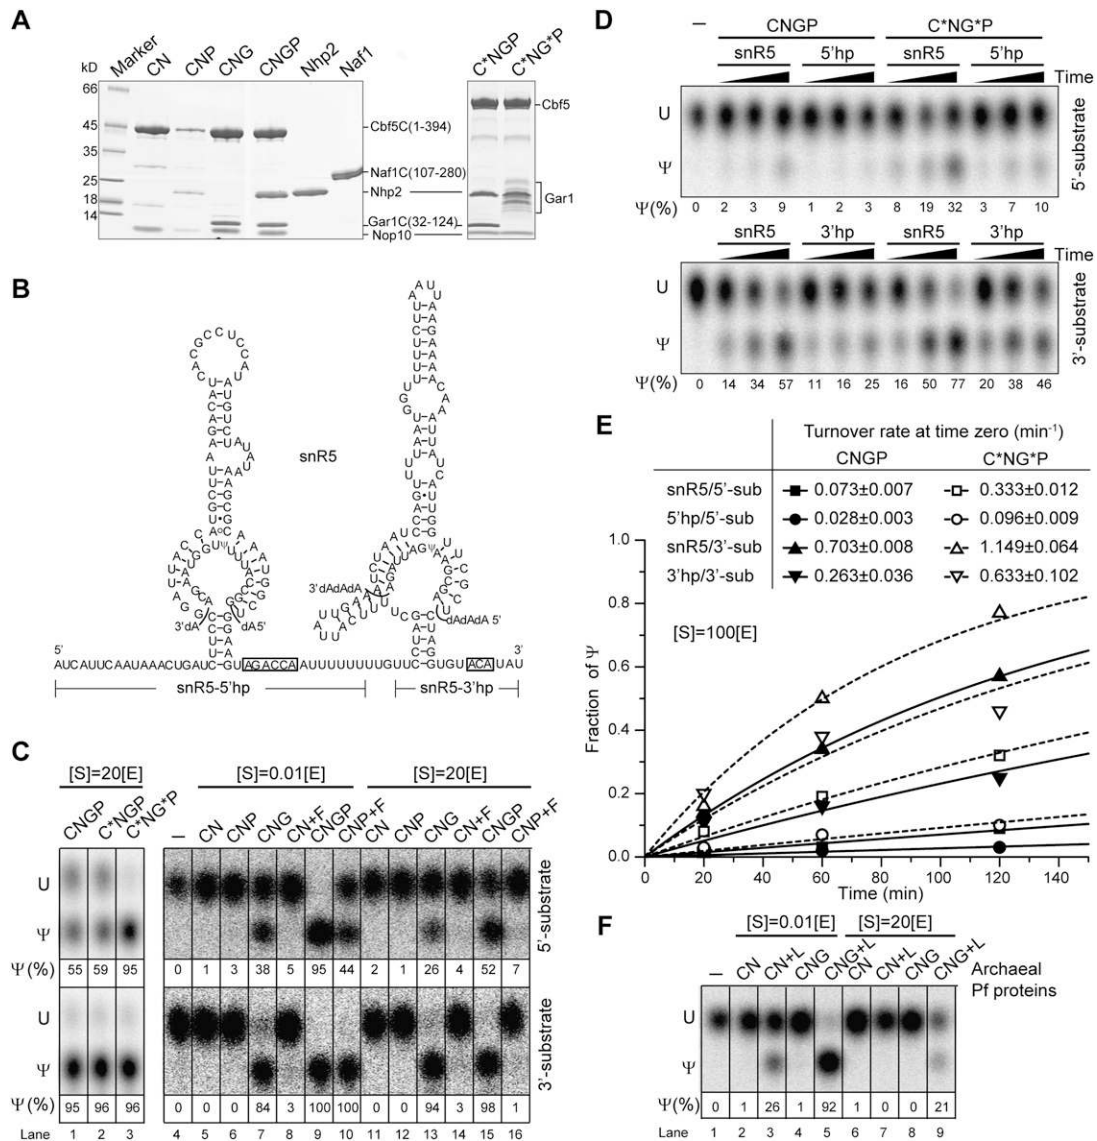 A
Marker
CN
CNP
CNG
CNGP
Nhp2
Naf1
C*NGP
C*NG*P
kD
66
45
35
25
18
14
Cbf5C(1-394)
Naf1C(107-280)
Nhp2
Gar1C(32-124)
Nop10
Cbf5
Gar1
B
snR5
3'dA
dA5'
3'dAdAdA
dAdAdA 5'
5'
3'
AUCAUUCAAUAAACUGAUC
GU AGACCA AUUUUUUUUGUUC
GUGU ACA UAU
snR5-5'hp
snR5-3'hp
C
[S]=20[E] [S]=0.01[E] [S]=20[E]
CNGP C*NGP C*NG*P – CN CNP CNG CN+F CNGP CNP+F CN CNP CNG CN+F CNGP CNP+F
U
Ψ
5'-substrate
Ψ(%) 55 59 95 0 1 3 38 5 95 44 2 1 26 4 52 7
U
Ψ
3'-substrate
Ψ(%) 95 96 96 0 0 0 84 3 100 100 0 0 94 3 98 1
Lane 1 2 3 4 5 6 7 8 9 10 11 12 13 14 15 16
D
– CNGP C*NG*P
snR5 5'hp snR5 5'hp
Time
U
Ψ
5'-substrate
Ψ(%) 0 2 3 9 1 2 3 8 19 32 3 7 10
snR5 3'hp snR5 3'hp
Time
U
Ψ
3'-substrate
Ψ(%) 0 14 34 57 11 16 25 16 50 77 20 38 46
E
Turnover rate at time zero (min-1)
CNGP C*NG*P
snR5/5'-sub 0.073±0.007 0.333±0.012
5'hp/5'-sub 0.028±0.003 0.096±0.009
snR5/3'-sub 0.703±0.008 1.149±0.064
3'hp/3'-sub 0.263±0.036 0.633±0.102
[S]=100[E]
Fraction of Ψ
0.8
0.6
0.4
0.2
0.0
0 20 40 60 80 100 120 140
Time (min)
F
[S]=0.01[E] [S]=20[E]
– CN CN+L CNG CNG+L CN CN+L CNG CNG+L
Archaeal
Pf proteins
U
Ψ
Ψ(%) 0 1 26 1 92 1 0 0 21
Lane 1 2 3 4 5 6 7 8 9